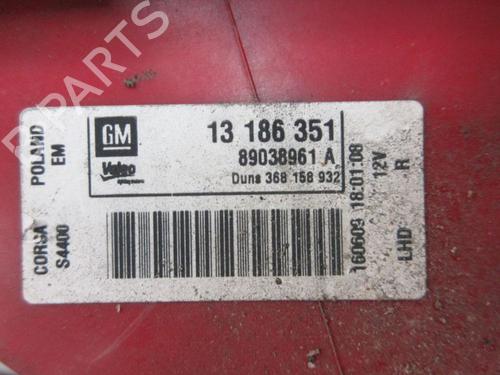 POLAND
EM
CORSA
S4400
GM
Valeo
13 186 351
89038961 A
Duns 368 158 932
160609 18:01:08
12V
R
LHD